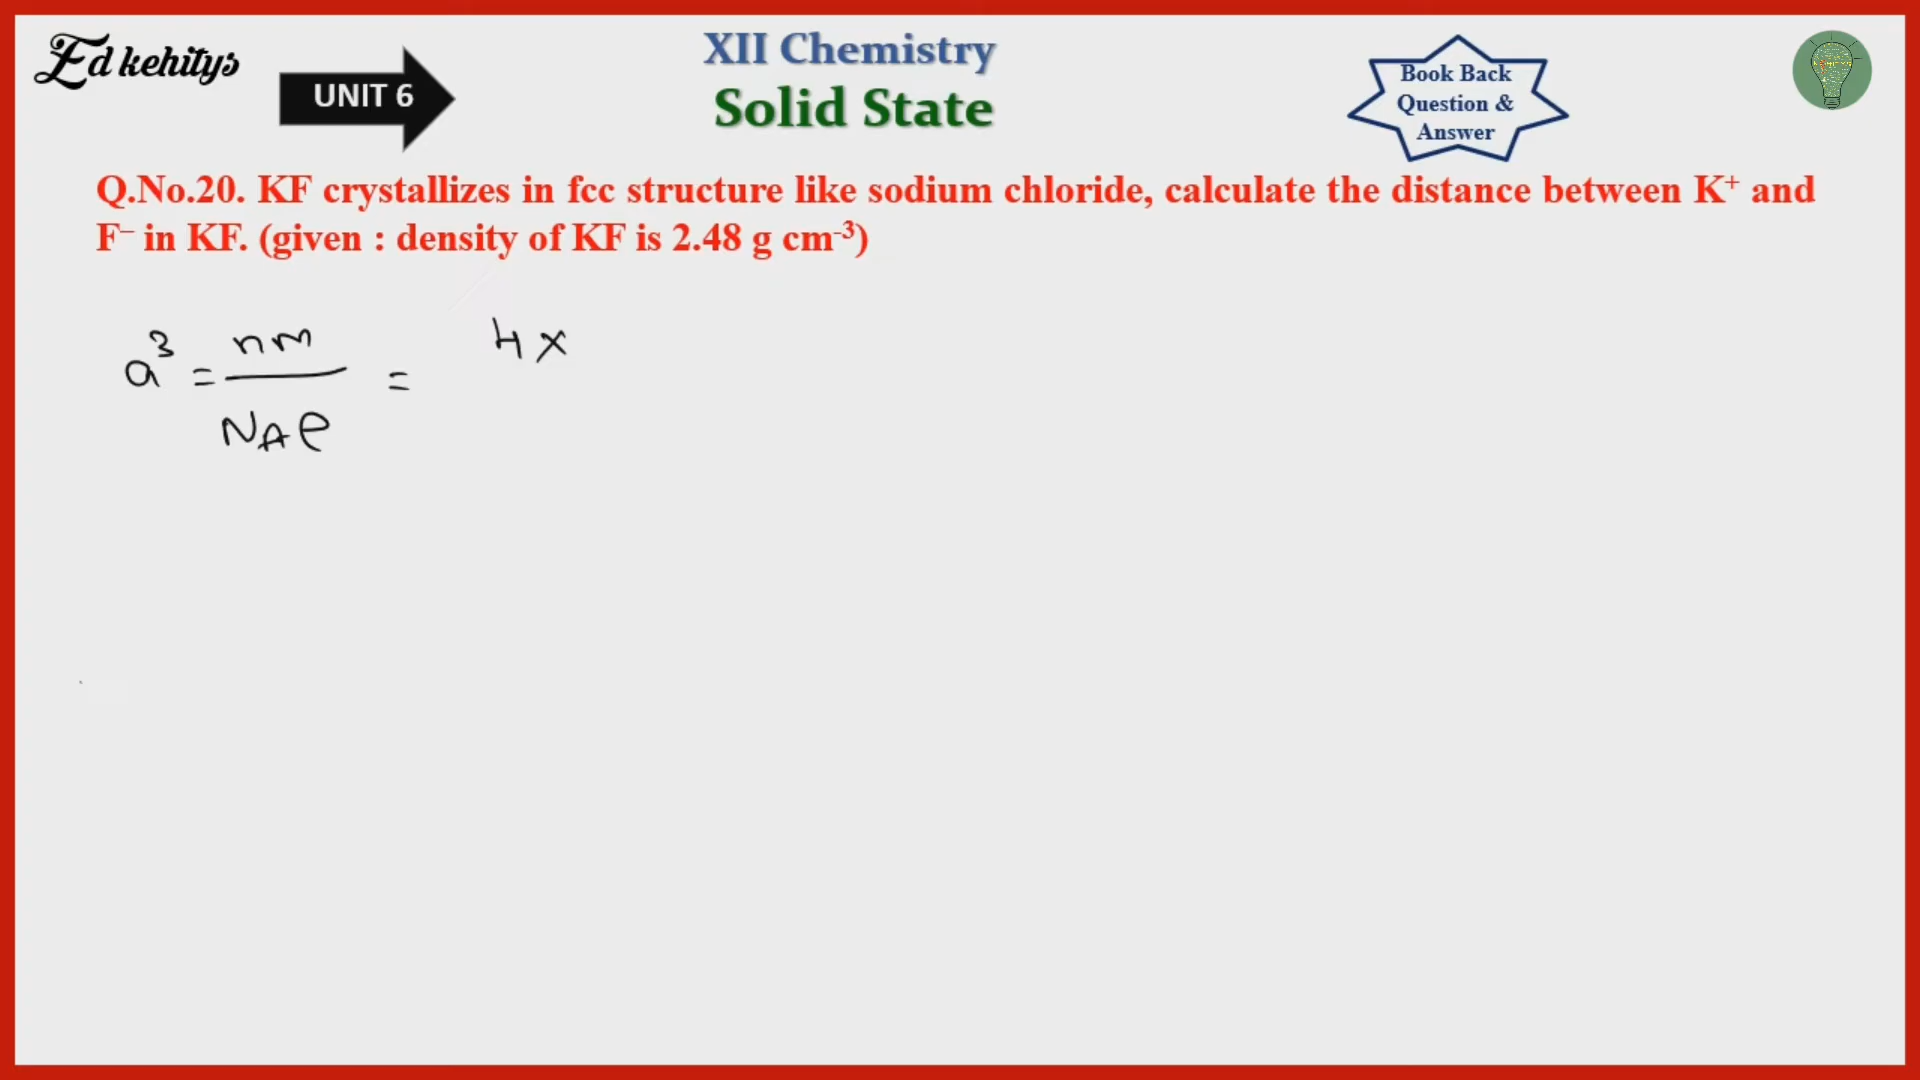 Ed kehitys
UNIT 6
XII Chemistry
Solid State
Book Back
Question &
Answer
Q.No.20. KF crystallizes in fcc structure like sodium chloride, calculate the distance between K⁺ and
F⁻ in KF. (given : density of KF is 2.48 g cm⁻³)
a³ = nm / N_A ρ = 4 ×